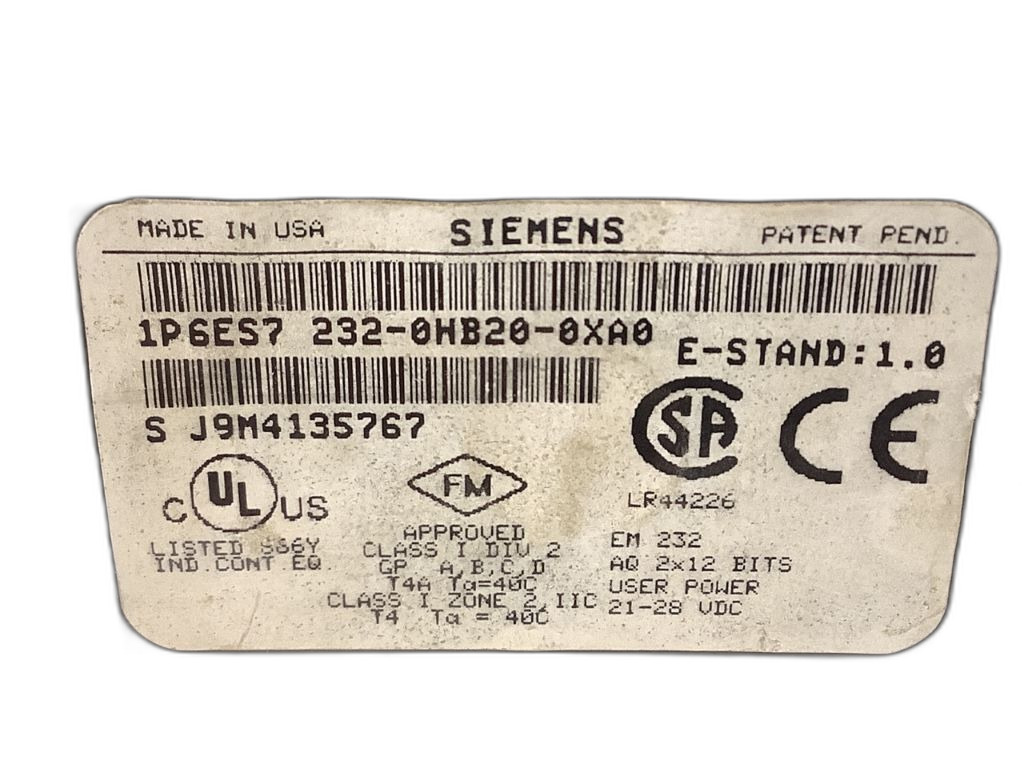 MADE IN USA SIEMENS PATENT PEND.
1P6ES7 232-0HB20-0XA0
E-STAND:1.0
S J9M4135767
SA CE
C UL US
FM
LR44226
LISTED S66Y
IND.CONT.EQ.
APPROVED
CLASS I DIV 2
GP A,B,C,D
T4A Ta=40C
CLASS I ZONE 2,IIC
T4 Ta = 40C
EM 232
AQ 2x12 BITS
USER POWER
21-28 VDC